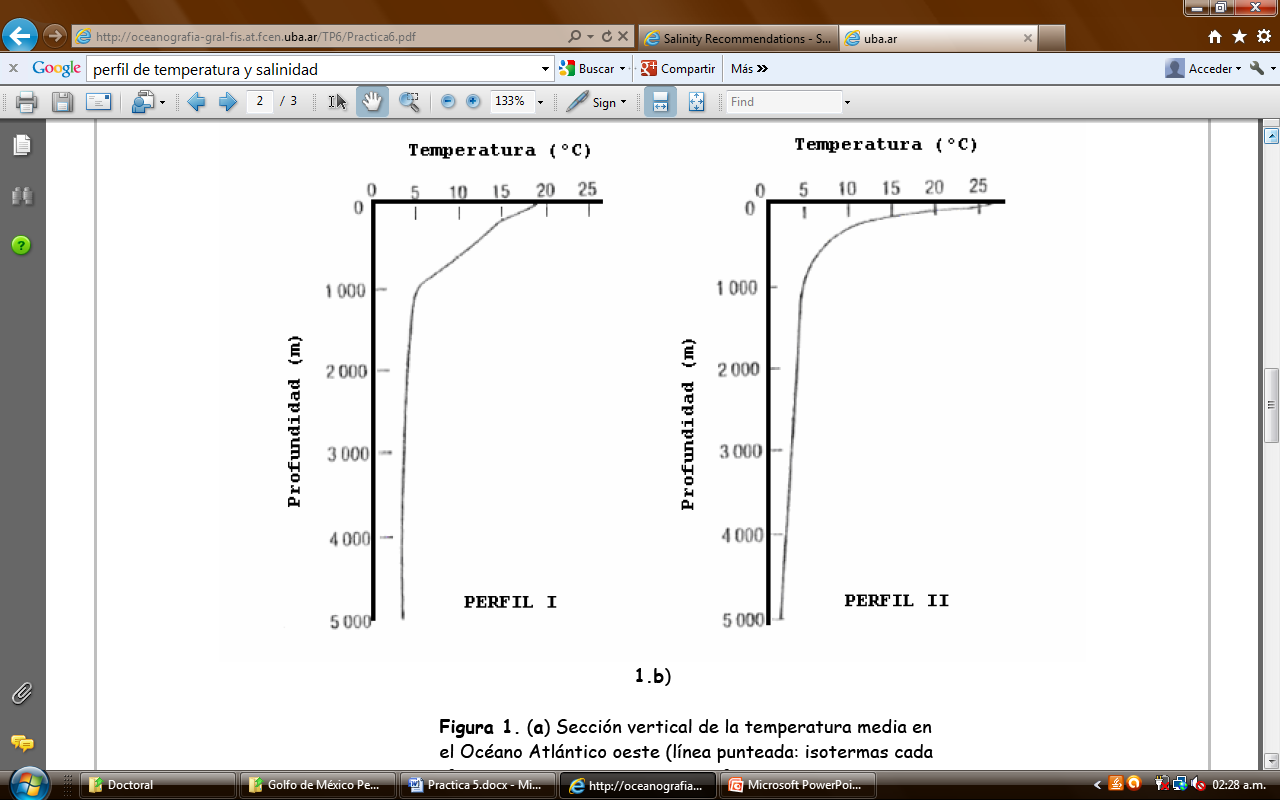 http://oceanografia-gral-fis.at.fcen.uba.ar/TP6/Practica6.pdf
Salinity Recommendations - S...
uba.ar
Google
perfil de temperatura y salinidad
Buscar
Compartir
Más »
Acceder
2 / 3
133%
Sign
Find
Temperatura (°C)
0 5 10 15 20 25
0
1 000
2 000
3 000
4 000
5 000
Profundidad (m)
PERFIL I
Temperatura (°C)
0 5 10 15 20 25
0
1 000
2 000
3 000
4 000
5 000
Profundidad (m)
PERFIL II
1.b)
Figura 1. (a) Sección vertical de la temperatura media en
el Océano Atlántico oeste (línea punteada: isotermas cada
Doctoral
Golfo de México Pe...
Practica 5.docx - Mi...
http://oceanografia...
Microsoft PowerPoi...
02:28 a.m.